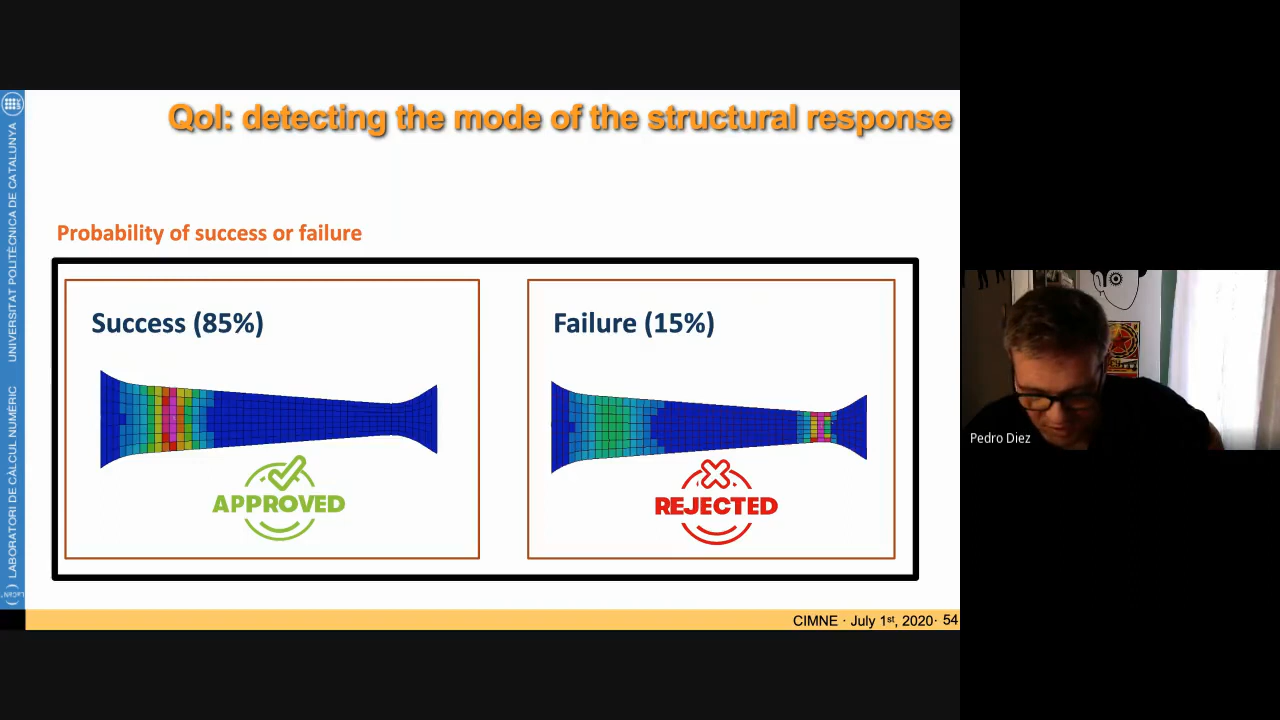 QoI: detecting the mode of the structural response
Probability of success or failure
Success (85%)
APPROVED
Failure (15%)
REJECTED
CIMNE · July 1st, 2020· 54
UNIVERSITAT POLITÈCNICA DE CATALUNYA
LABORATORI DE CÀLCUL NUMÈRIC
Pedro Diez